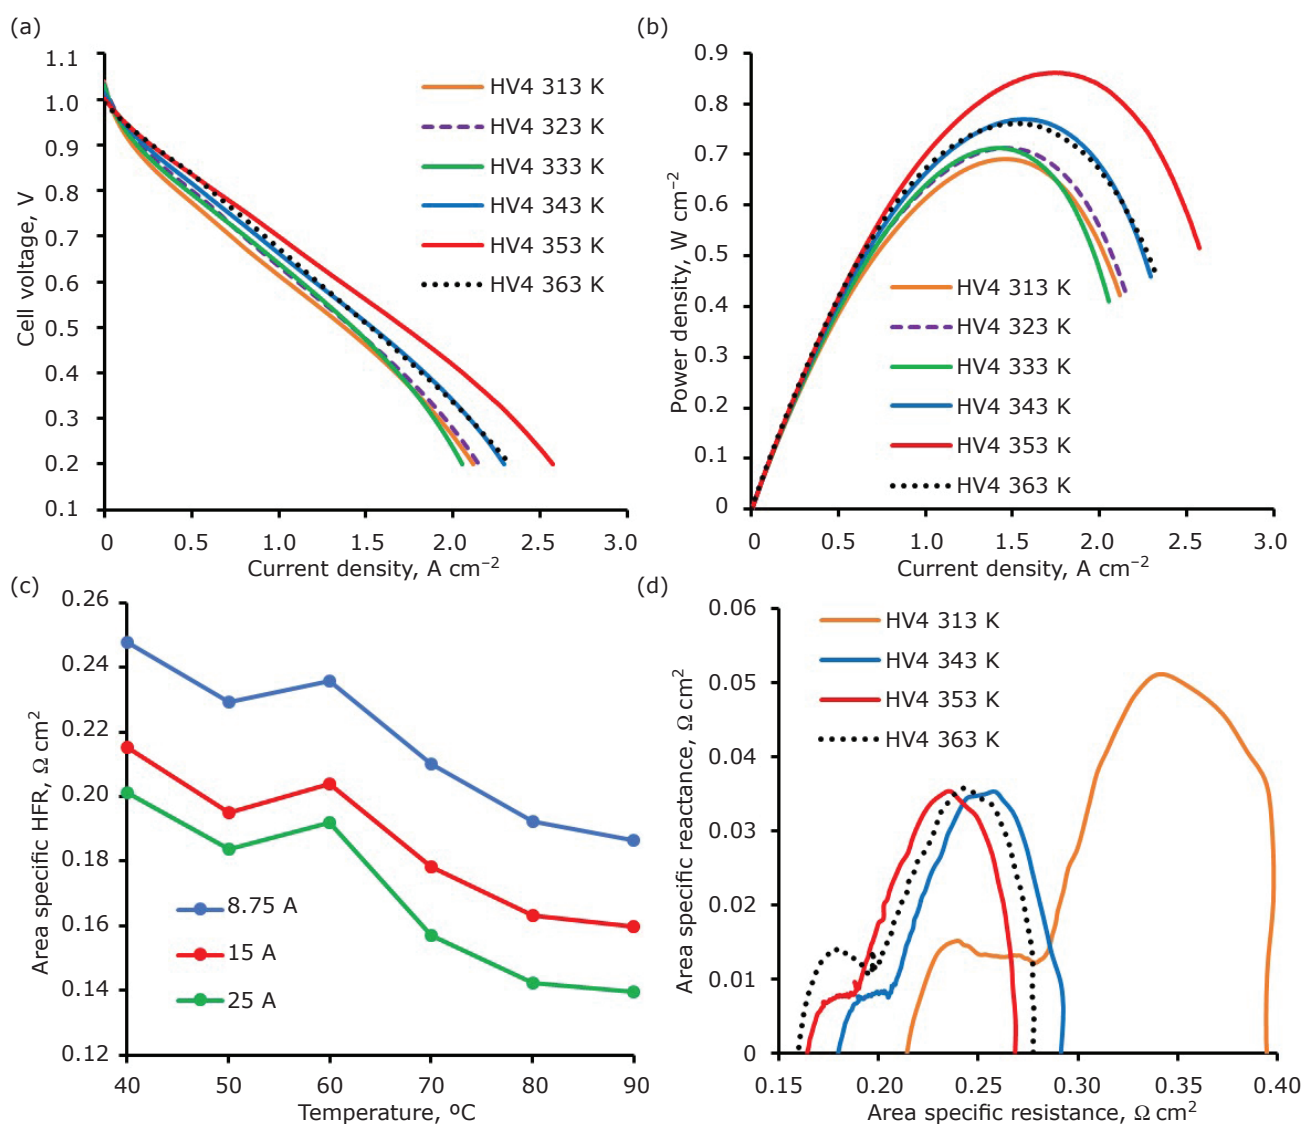 (a)
Cell voltage, V
1.1
1.0
0.9
0.8
0.7
0.6
0.5
0.4
0.3
0.2
0.1
HV4 313 K
HV4 323 K
HV4 333 K
HV4 343 K
HV4 353 K
HV4 363 K
0 0.5 1.0 1.5 2.0 2.5 3.0
Current density, A cm⁻²
(b)
Power density, W cm⁻²
0.9
0.8
0.7
0.6
0.5
0.4
0.3
0.2
0.1
0
HV4 313 K
HV4 323 K
HV4 333 K
HV4 343 K
HV4 353 K
HV4 363 K
0 0.5 1.0 1.5 2.0 2.5 3.0
Current density, A cm⁻²
(c)
Area specific HFR, Ω cm²
0.26
0.24
0.22
0.20
0.18
0.16
0.14
0.12
8.75 A
15 A
25 A
40 50 60 70 80 90
Temperature, ºC
(d)
Area specific reactance, Ω cm²
0.06
0.05
0.04
0.03
0.02
0.01
0
HV4 313 K
HV4 343 K
HV4 353 K
HV4 363 K
0.15 0.20 0.25 0.30 0.35 0.40
Area specific resistance, Ω cm²